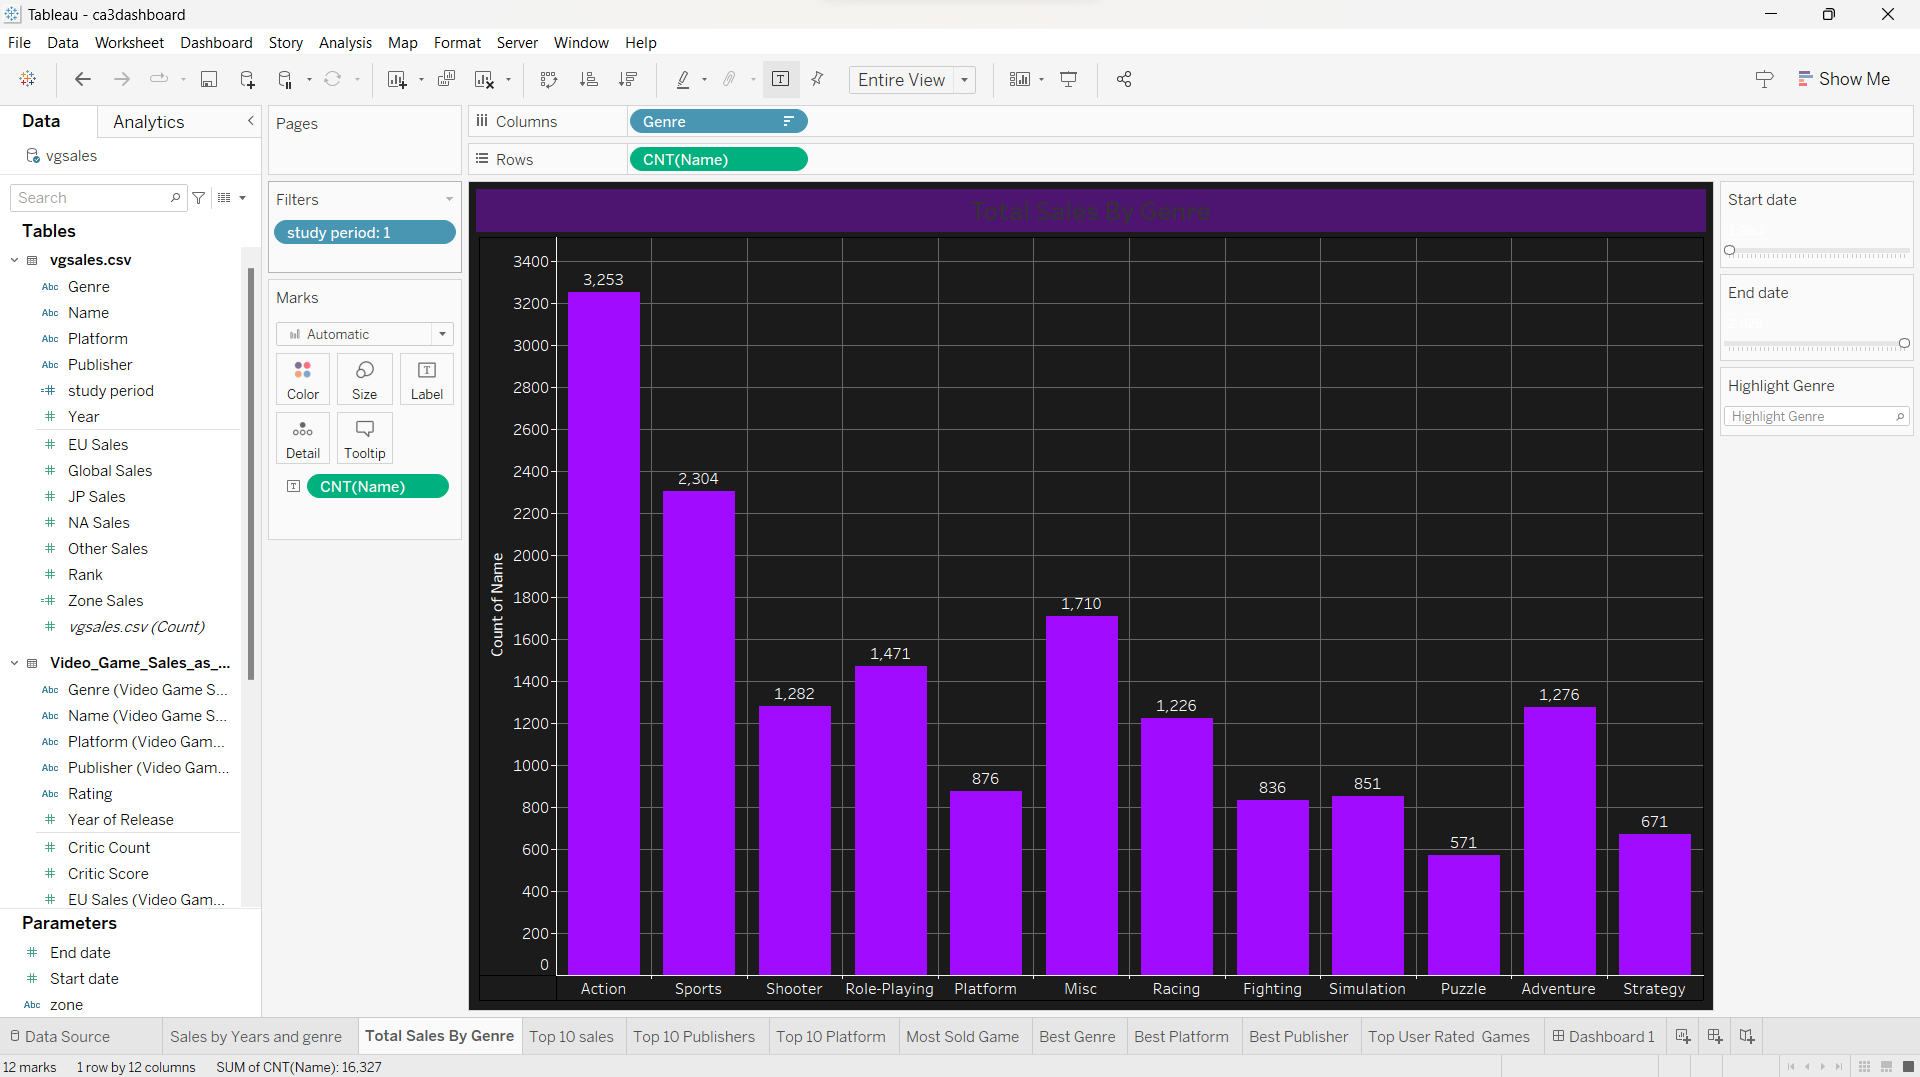 Tableau - ca3dashboard
File Data Worksheet Dashboard Story Analysis Map Format Server Window Help
Entire View
Show Me
Data Analytics
vgsales
Search
Tables
vgsales.csv
Abc Genre
Abc Name
Abc Platform
Abc Publisher
study period
Year
EU Sales
Global Sales
JP Sales
NA Sales
Other Sales
Rank
Zone Sales
vgsales.csv (Count)
Video_Game_Sales_as_...
Abc Genre (Video Game S...
Abc Name (Video Game S...
Abc Platform (Video Gam...
Abc Publisher (Video Gam...
Abc Rating
Year of Release
Critic Count
Critic Score
EU Sales (Video Gam...
Parameters
End date
Start date
Abc zone
Pages
Filters
study period: 1
Marks
Automatic
Color Size Label
Detail Tooltip
CNT(Name)
Columns Genre
Rows CNT(Name)
Total Sales By Genre
Count of Name
3400
3200
3000
2800
2600
2400
2200
2000
1800
1600
1400
1200
1000
800
600
400
200
0
3,253
2,304
1,282
1,471
876
1,710
1,226
836
851
571
1,276
671
Action Sports Shooter Role-Playing Platform Misc Racing Fighting Simulation Puzzle Adventure Strategy
Start date
End date
Highlight Genre
Highlight Genre
Data Source Sales by Years and genre Total Sales By Genre Top 10 sales Top 10 Publishers Top 10 Platform Most Sold Game Best Genre Best Platform Best Publisher Top User Rated Games Dashboard 1
12 marks 1 row by 12 columns SUM of CNT(Name): 16,327